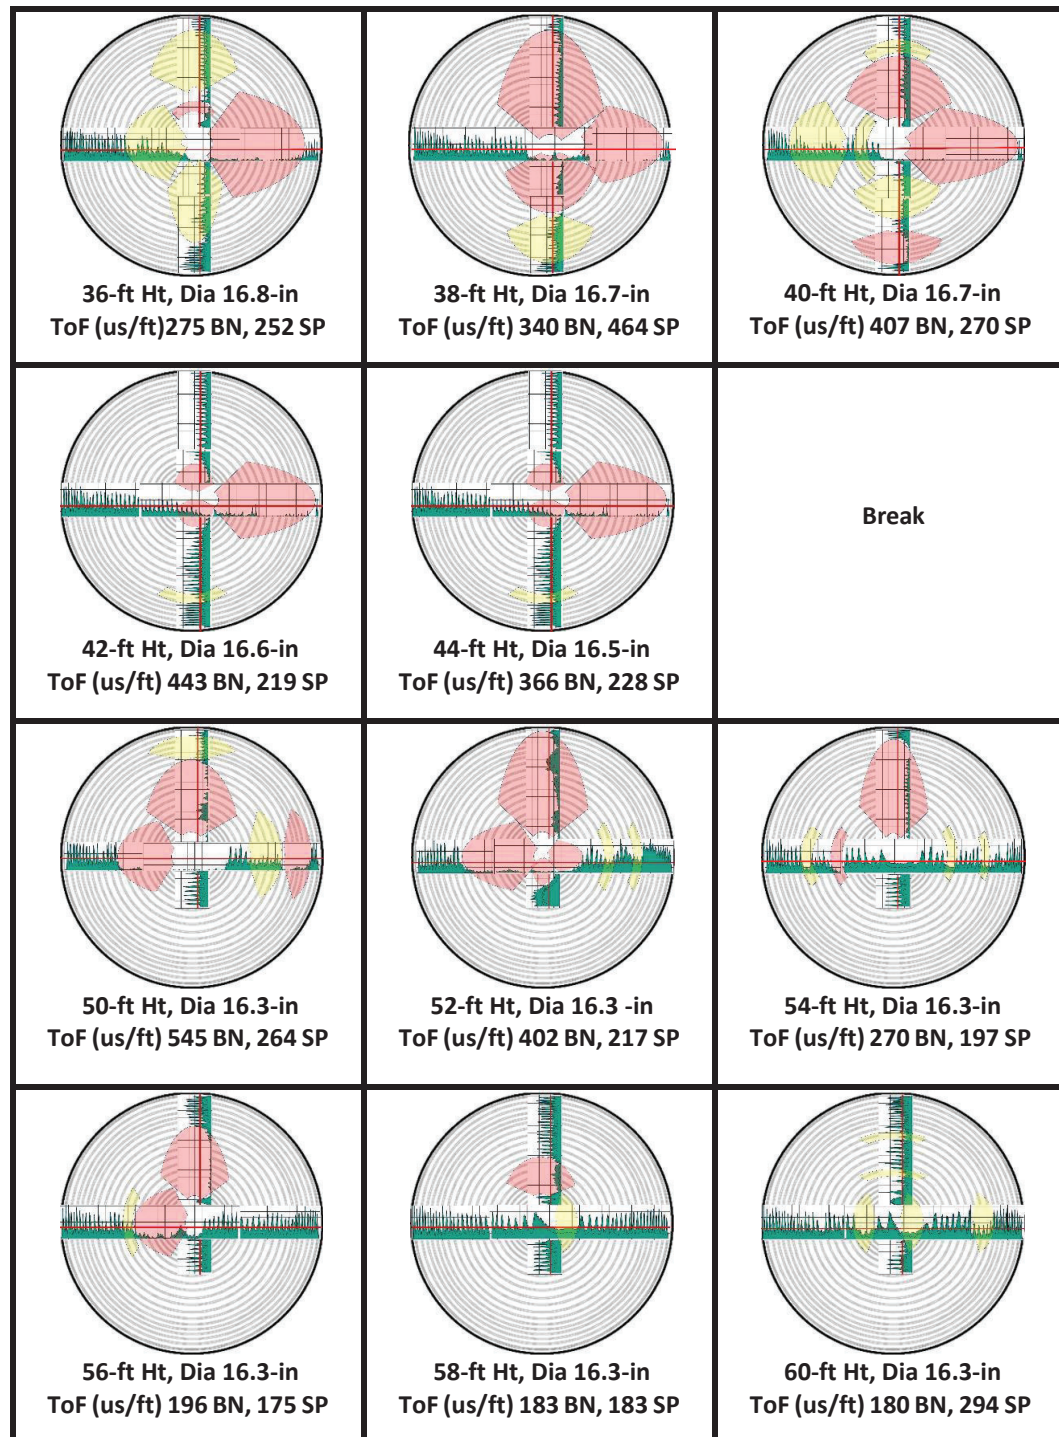 36-ft Ht, Dia 16.8-in
ToF (us/ft)275 BN, 252 SP
38-ft Ht, Dia 16.7-in
ToF (us/ft) 340 BN, 464 SP
40-ft Ht, Dia 16.7-in
ToF (us/ft) 407 BN, 270 SP
42-ft Ht, Dia 16.6-in
ToF (us/ft) 443 BN, 219 SP
44-ft Ht, Dia 16.5-in
ToF (us/ft) 366 BN, 228 SP
Break
50-ft Ht, Dia 16.3-in
ToF (us/ft) 545 BN, 264 SP
52-ft Ht, Dia 16.3 -in
ToF (us/ft) 402 BN, 217 SP
54-ft Ht, Dia 16.3-in
ToF (us/ft) 270 BN, 197 SP
56-ft Ht, Dia 16.3-in
ToF (us/ft) 196 BN, 175 SP
58-ft Ht, Dia 16.3-in
ToF (us/ft) 183 BN, 183 SP
60-ft Ht, Dia 16.3-in
ToF (us/ft) 180 BN, 294 SP